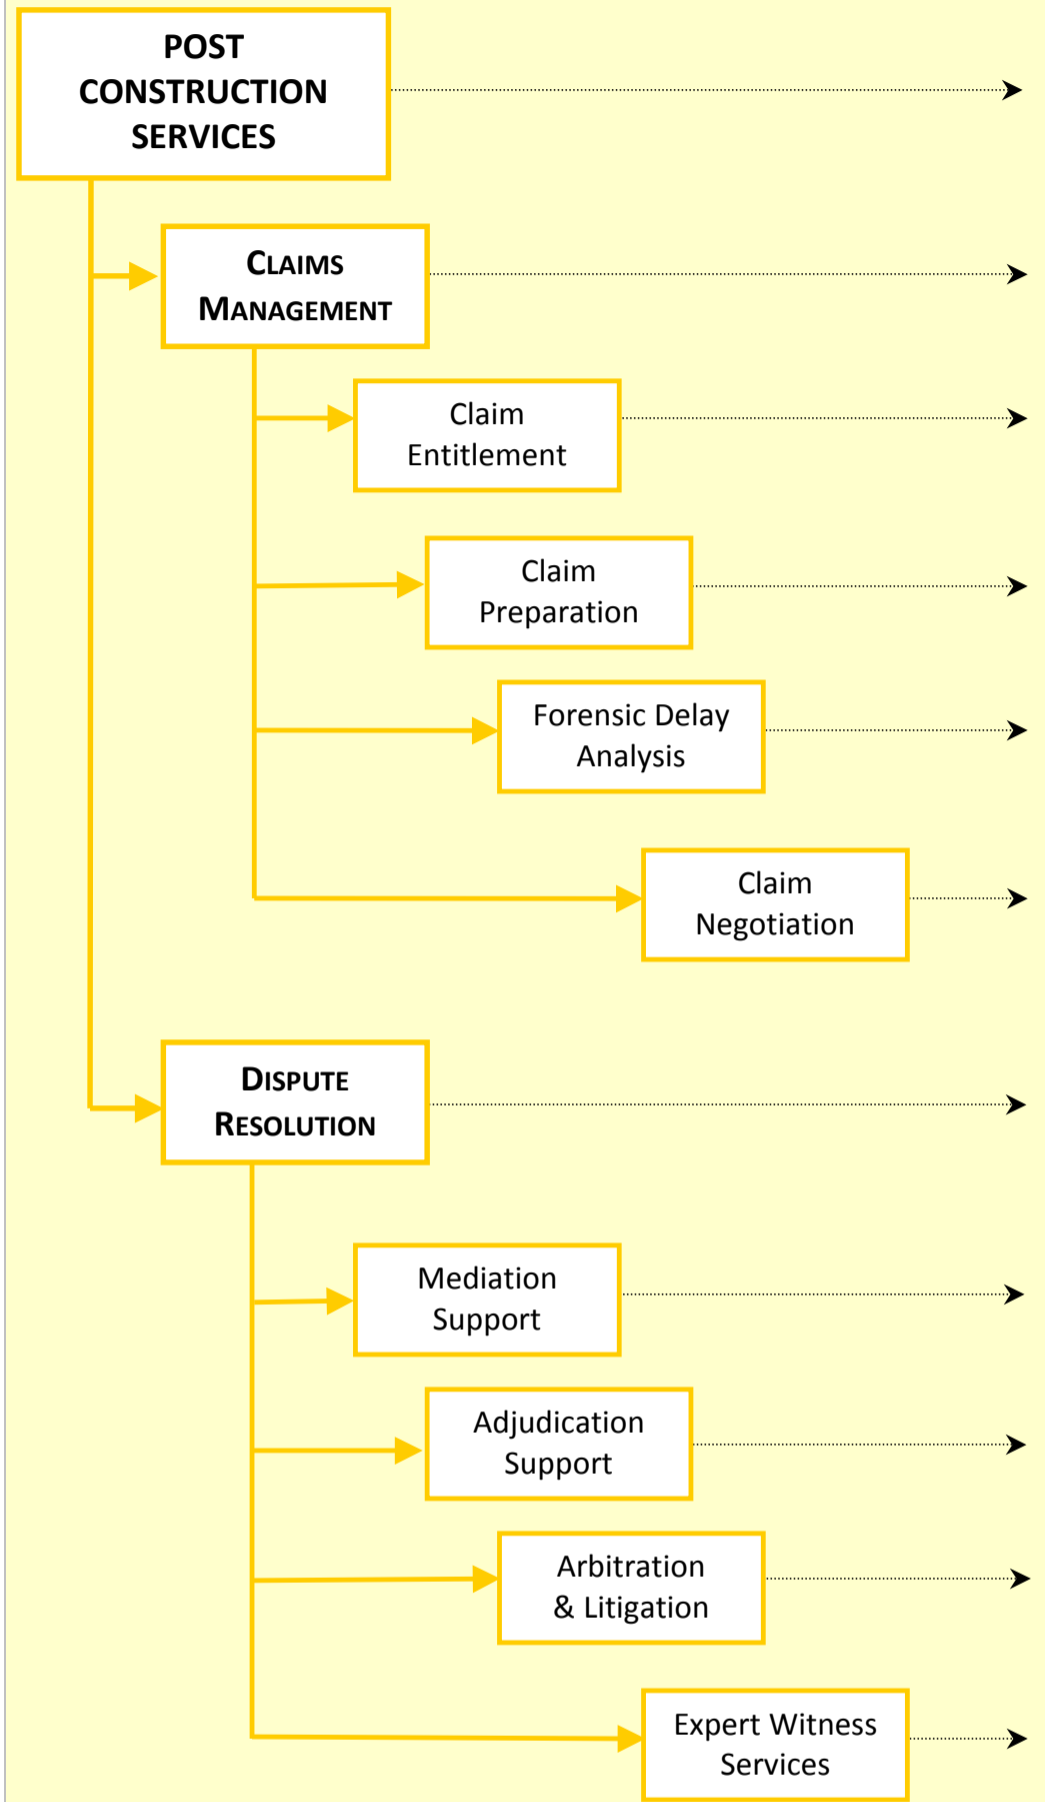 POST
CONSTRUCTION
SERVICES
CLAIMS
MANAGEMENT
Claim
Entitlement
Claim
Preparation
Forensic Delay
Analysis
Claim
Negotiation
DISPUTE
RESOLUTION
Mediation
Support
Adjudication
Support
Arbitration
& Litigation
Expert Witness
Services